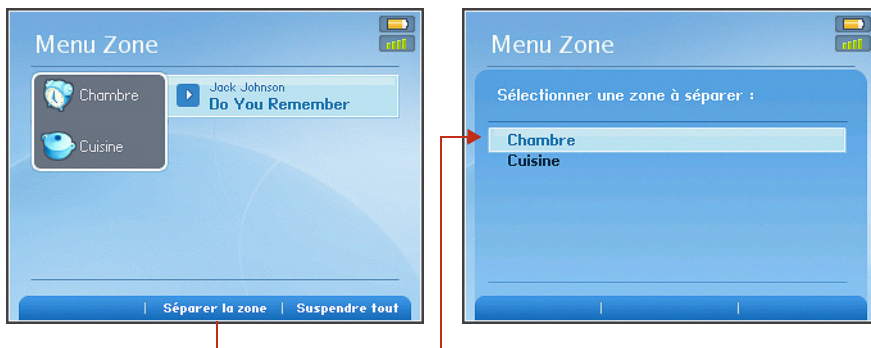 Menu Zone
Chambre
Jack Johnson
Do You Remember
Cuisine
Séparer la zone | Suspendre tout
Menu Zone
Sélectionner une zone à séparer :
Chambre
Cuisine